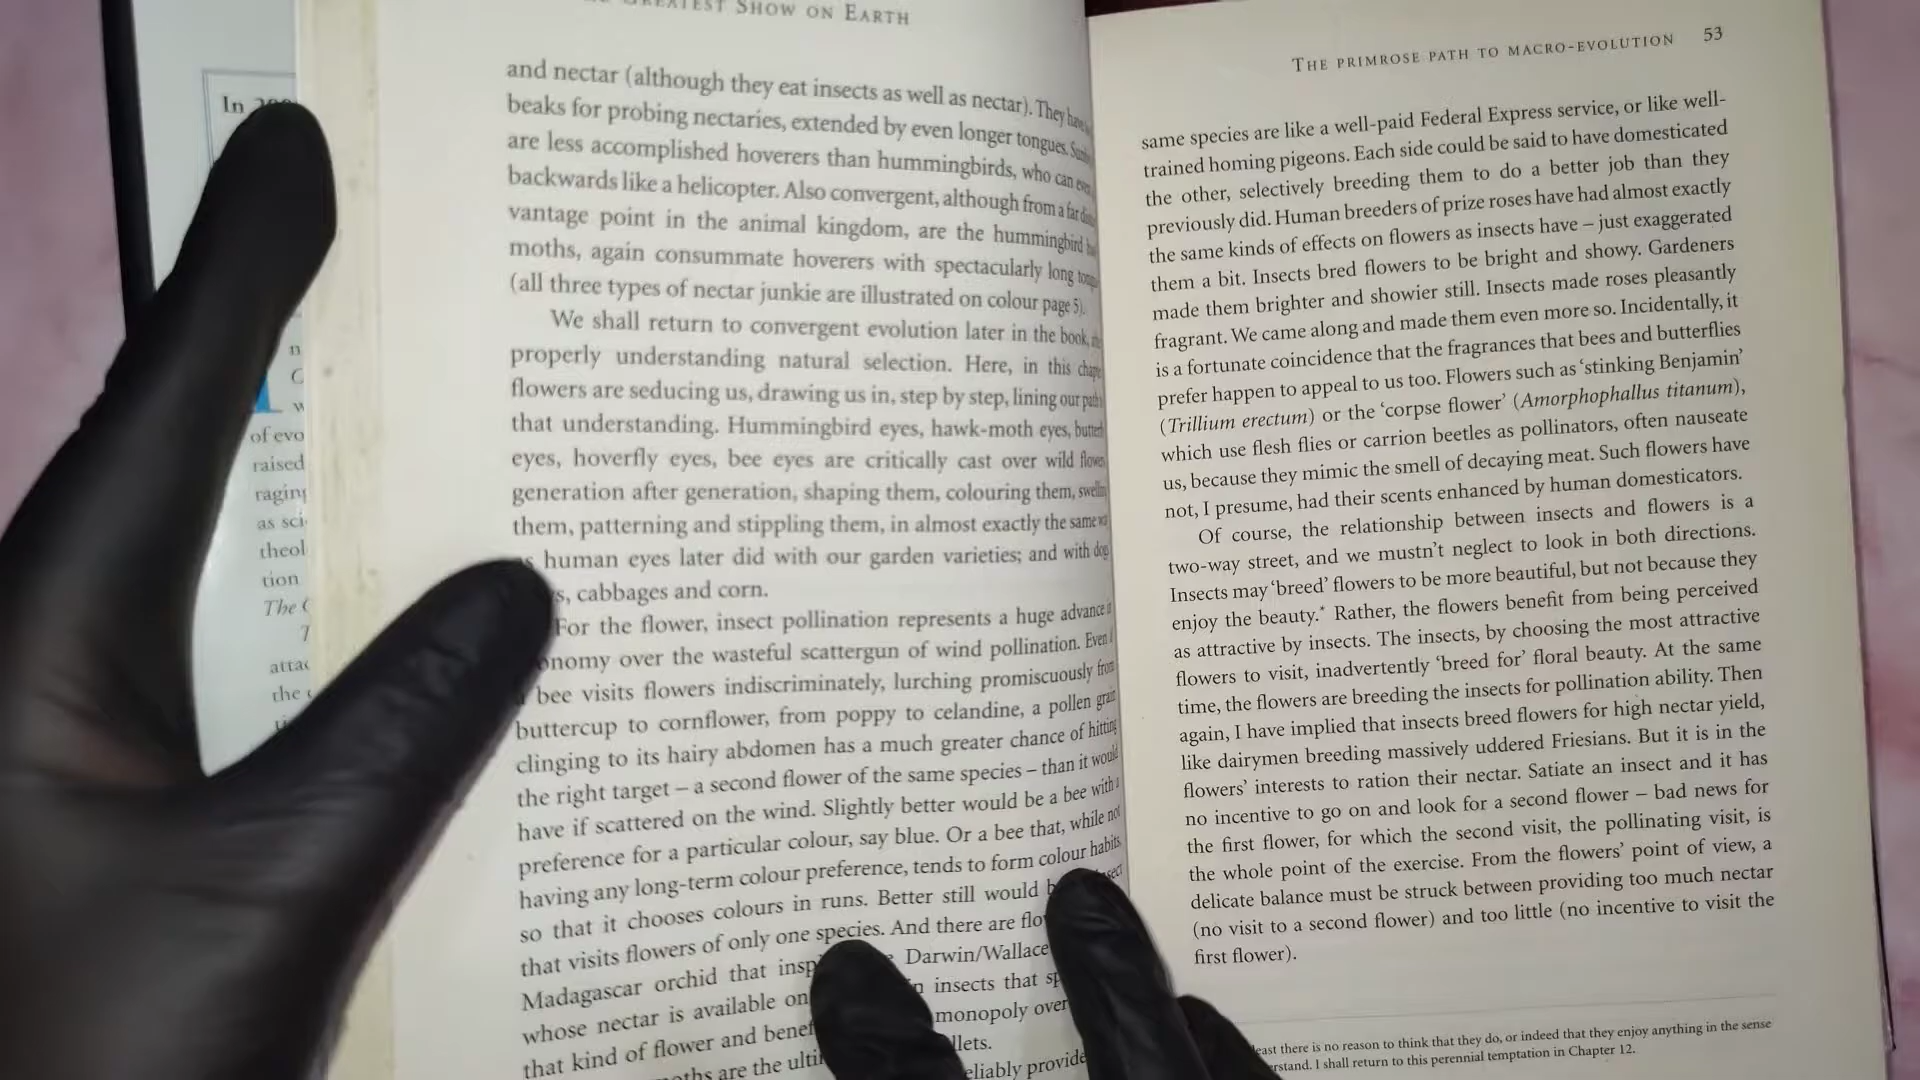 In
n
C
w
of evo
raised
raging
as sci
theol
tion
The
attac
the
GREATEST SHOW ON EARTH
and nectar (although they eat insects as well as nectar). They have
beaks for probing nectaries, extended by even longer tongues.
are less accomplished hoverers than hummingbirds, who can even
backwards like a helicopter. Also convergent, although from a far
vantage point in the animal kingdom, are the hummingbird
moths, again consummate hoverers with spectacularly long
(all three types of nectar junkie are illustrated on colour page 5).
We shall return to convergent evolution later in the book,
properly understanding natural selection. Here, in this
flowers are seducing us, drawing us in, step by step, lining our
that understanding. Hummingbird eyes, hawk-moth eyes,
eyes, hoverfly eyes, bee eyes are critically cast over wild
generation after generation, shaping them, colouring them,
them, patterning and stippling them, in almost exactly the same
human eyes later did with our garden varieties; and with
s, cabbages and corn.
For the flower, insect pollination represents a huge advance
onomy over the wasteful scattergun of wind pollination. Even
bee visits flowers indiscriminately, lurching promiscuously from
buttercup to cornflower, from poppy to celandine, a pollen grain
clinging to its hairy abdomen has a much greater chance of hitting
the right target – a second flower of the same species – than it would
have if scattered on the wind. Slightly better would be a bee with a
preference for a particular colour, say blue. Or a bee that, while not
having any long-term colour preference, tends to form colour habits,
so that it chooses colours in runs. Better still would
that visits flowers of only one species. And there are
Madagascar orchid that Darwin/Wallace
whose nectar is available insects that
that kind of flower and monopoly over
llets.
moths are the eliably
THE PRIMROSE PATH TO MACRO-EVOLUTION 53
same species are like a well-paid Federal Express service, or like well-
trained homing pigeons. Each side could be said to have domesticated
the other, selectively breeding them to do a better job than they
previously did. Human breeders of prize roses have had almost exactly
the same kinds of effects on flowers as insects have – just exaggerated
them a bit. Insects bred flowers to be bright and showy. Gardeners
made them brighter and showier still. Insects made roses pleasantly
fragrant. We came along and made them even more so. Incidentally, it
is a fortunate coincidence that the fragrances that bees and butterflies
prefer happen to appeal to us too. Flowers such as ‘stinking Benjamin’
(Trillium erectum) or the ‘corpse flower’ (Amorphophallus titanum),
which use flesh flies or carrion beetles as pollinators, often nauseate
us, because they mimic the smell of decaying meat. Such flowers have
not, I presume, had their scents enhanced by human domesticators.
Of course, the relationship between insects and flowers is a
two-way street, and we mustn’t neglect to look in both directions.
Insects may ‘breed’ flowers to be more beautiful, but not because they
enjoy the beauty.* Rather, the flowers benefit from being perceived
as attractive by insects. The insects, by choosing the most attractive
flowers to visit, inadvertently ‘breed for’ floral beauty. At the same
time, the flowers are breeding the insects for pollination ability. Then
again, I have implied that insects breed flowers for high nectar yield,
like dairymen breeding massively uddered Friesians. But it is in the
flowers’ interests to ration their nectar. Satiate an insect and it has
no incentive to go on and look for a second flower – bad news for
the first flower, for which the second visit, the pollinating visit, is
the whole point of the exercise. From the flowers’ point of view, a
delicate balance must be struck between providing too much nectar
(no visit to a second flower) and too little (no incentive to visit the
first flower).
east there is no reason to think that they do, or indeed that they enjoy anything in the sense
rstand. I shall return to this perennial temptation in Chapter 12.